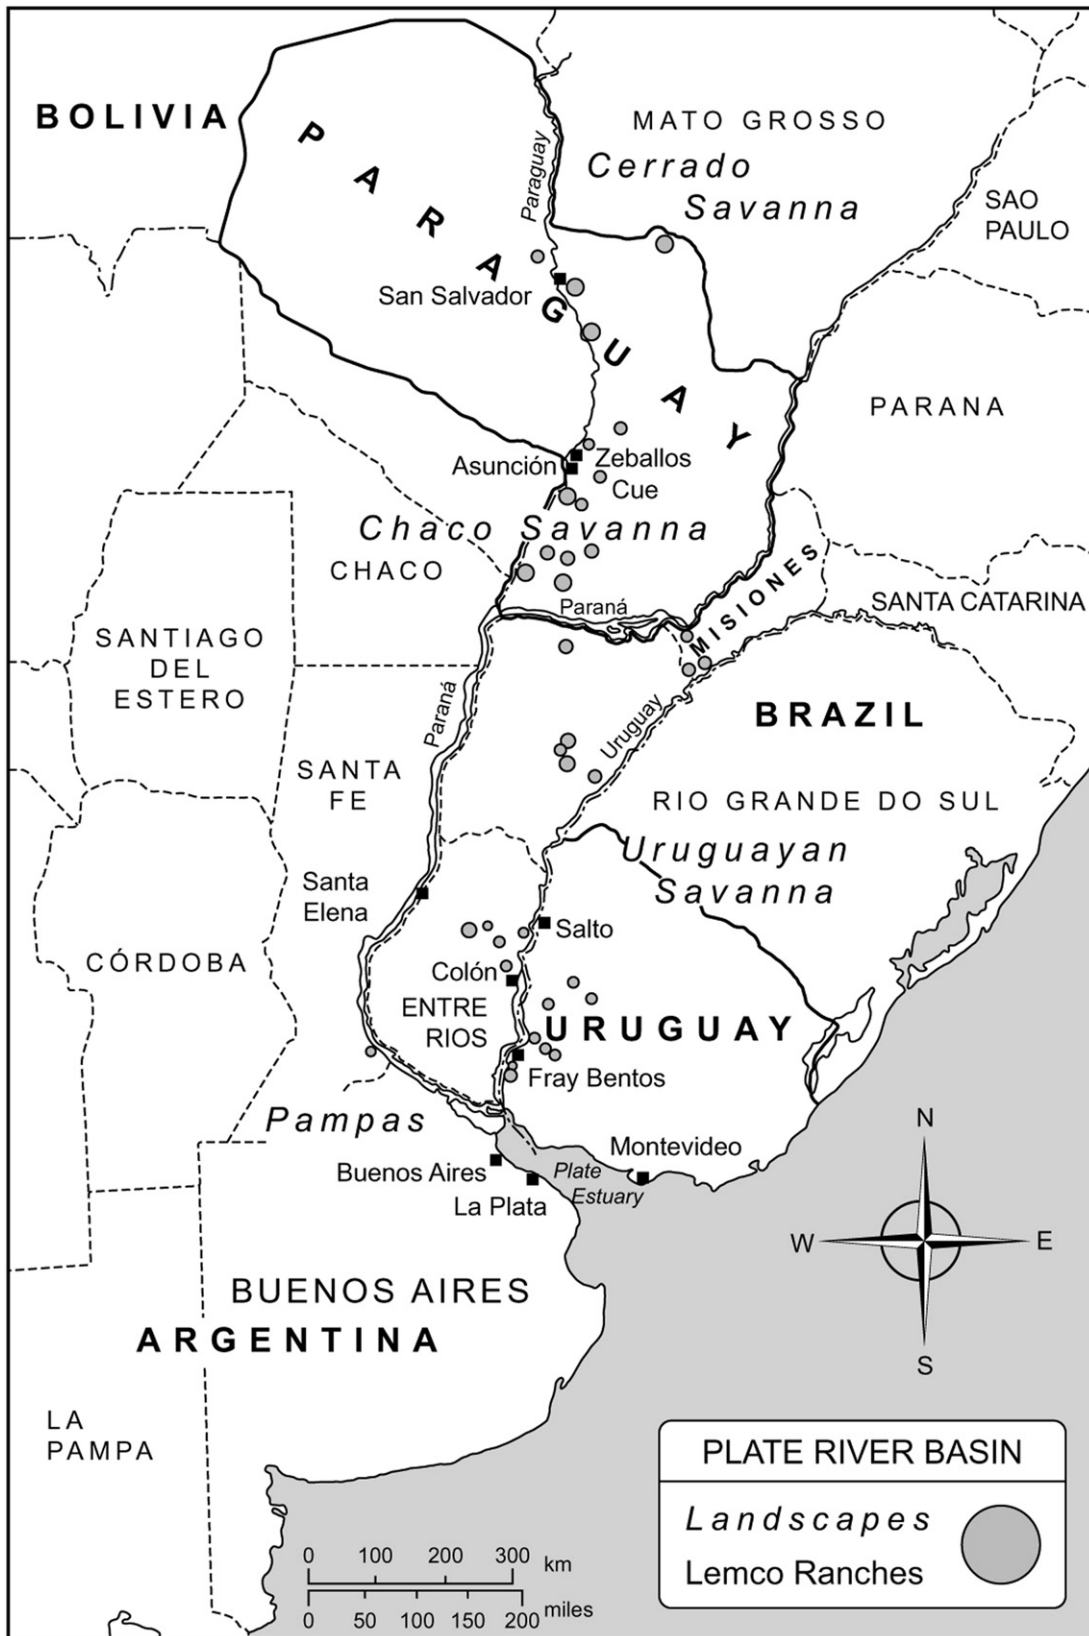 BOLIVIA
PARAGUAY
Paraguay
MATO GROSSO
Cerrado
Savanna
SAO
PAULO
San Salvador
PARANA
Asunción
Zeballos
Cue
Chaco Savanna
CHACO
Paraná
MISIONES
SANTA CATARINA
SANTIAGO
DEL
ESTERO
Paraná
Uruguay
BRAZIL
SANTA
FE
RIO GRANDE DO SUL
Uruguayan
Savanna
Santa
Elena
Salto
CÓRDOBA
Colón
ENTRE
RIOS
URUGUAY
Fray Bentos
Pampas
Montevideo
Buenos Aires
Plate
Estuary
La Plata
N
W
E
S
BUENOS AIRES
ARGENTINA
LA
PAMPA
PLATE RIVER BASIN
Landscapes
Lemco Ranches
0 100 200 300 km
0 50 100 150 200 miles